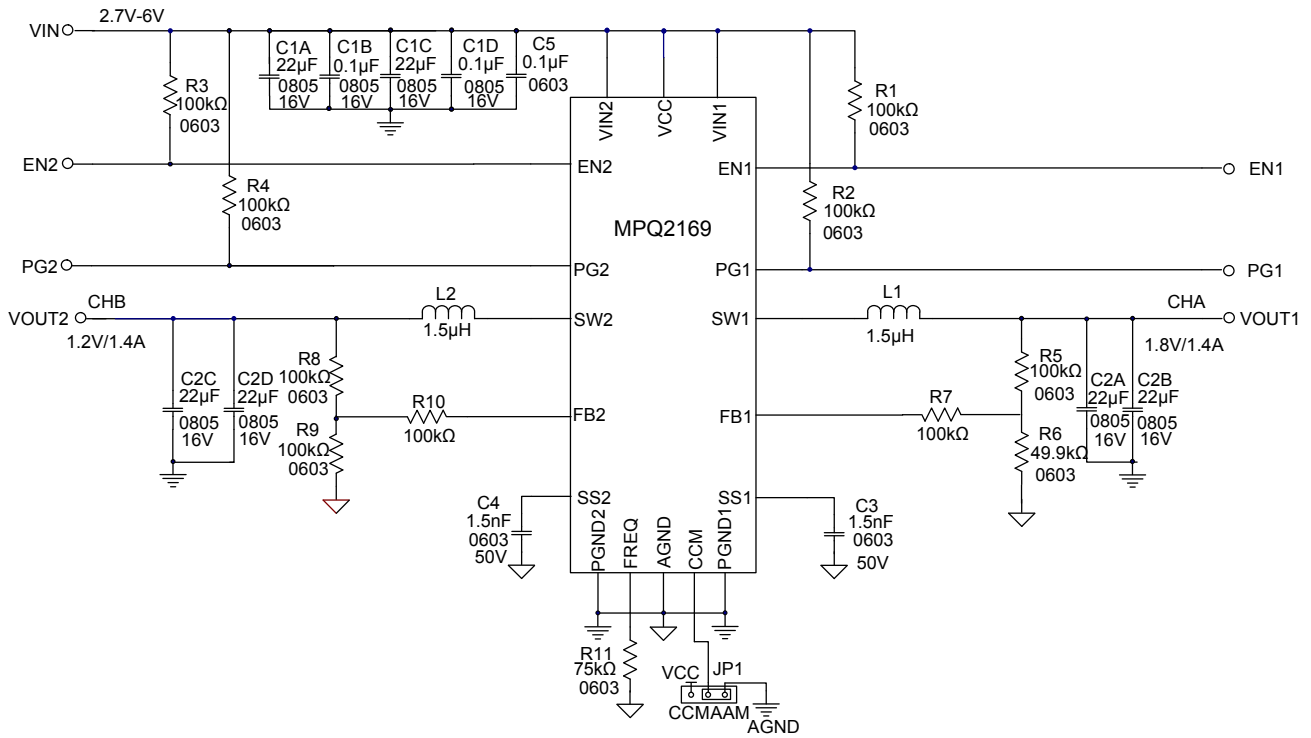 VIN
2.7V-6V
R3
100kΩ
0603
C1A
22µF
0805
16V
C1B
0.1µF
0805
16V
C1C
22µF
0805
16V
C1D
0.1µF
0805
16V
C5
0.1µF
0603
VIN2
VCC
VIN1
R1
100kΩ
0603
EN2
EN2
EN1
EN1
R4
100kΩ
0603
R2
100kΩ
0603
MPQ2169
PG2
PG2
PG1
PG1
VOUT2
CHB
1.2V/1.4A
L2
1.5µH
SW2
SW1
L1
1.5µH
CHA
VOUT1
1.8V/1.4A
C2C
22µF
0805
16V
C2D
22µF
0805
16V
R8
100kΩ
0603
R9
100kΩ
0603
R10
100kΩ
FB2
FB1
R7
100kΩ
R5
100kΩ
0603
R6
49.9kΩ
0603
C2A
22µF
0805
16V
C2B
22µF
0805
16V
C4
1.5nF
0603
50V
SS2
SS1
C3
1.5nF
0603
50V
PGND2
FREQ
AGND
CCM
PGND1
R11
75kΩ
0603
VCC
JP1
CCMAAM
AGND